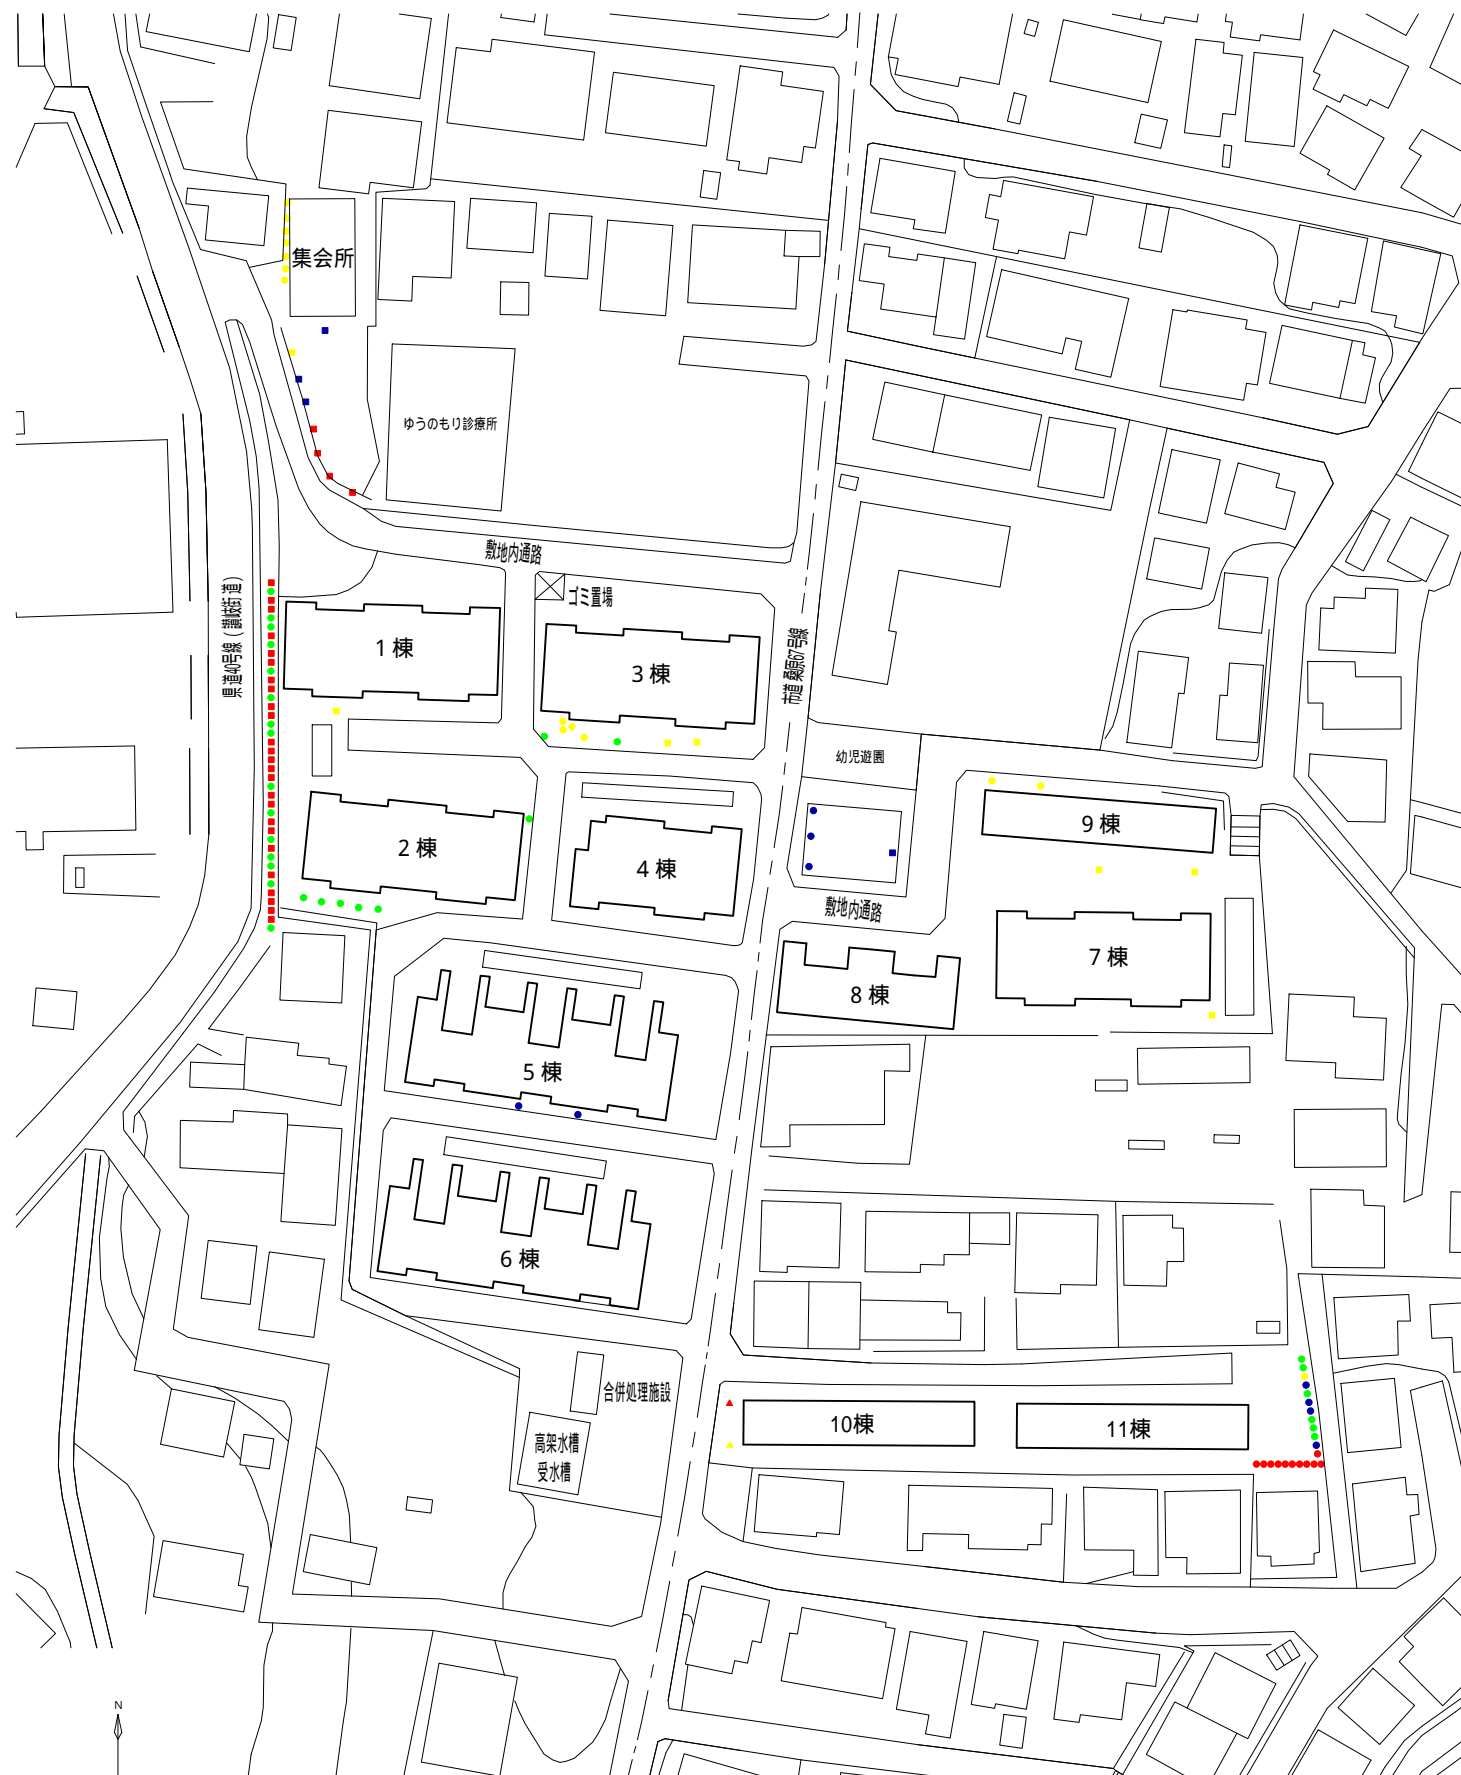 集会所
ゆうのもり診療所
敷地内通路
ゴミ置場
県道40号線（讃岐街道）
1 棟
3 棟
市道 桑原67号線
幼児遊園
2 棟
4 棟
9 棟
敷地内通路
7 棟
8 棟
5 棟
6 棟
合併処理施設
高架水槽
受水槽
10棟
11棟
N